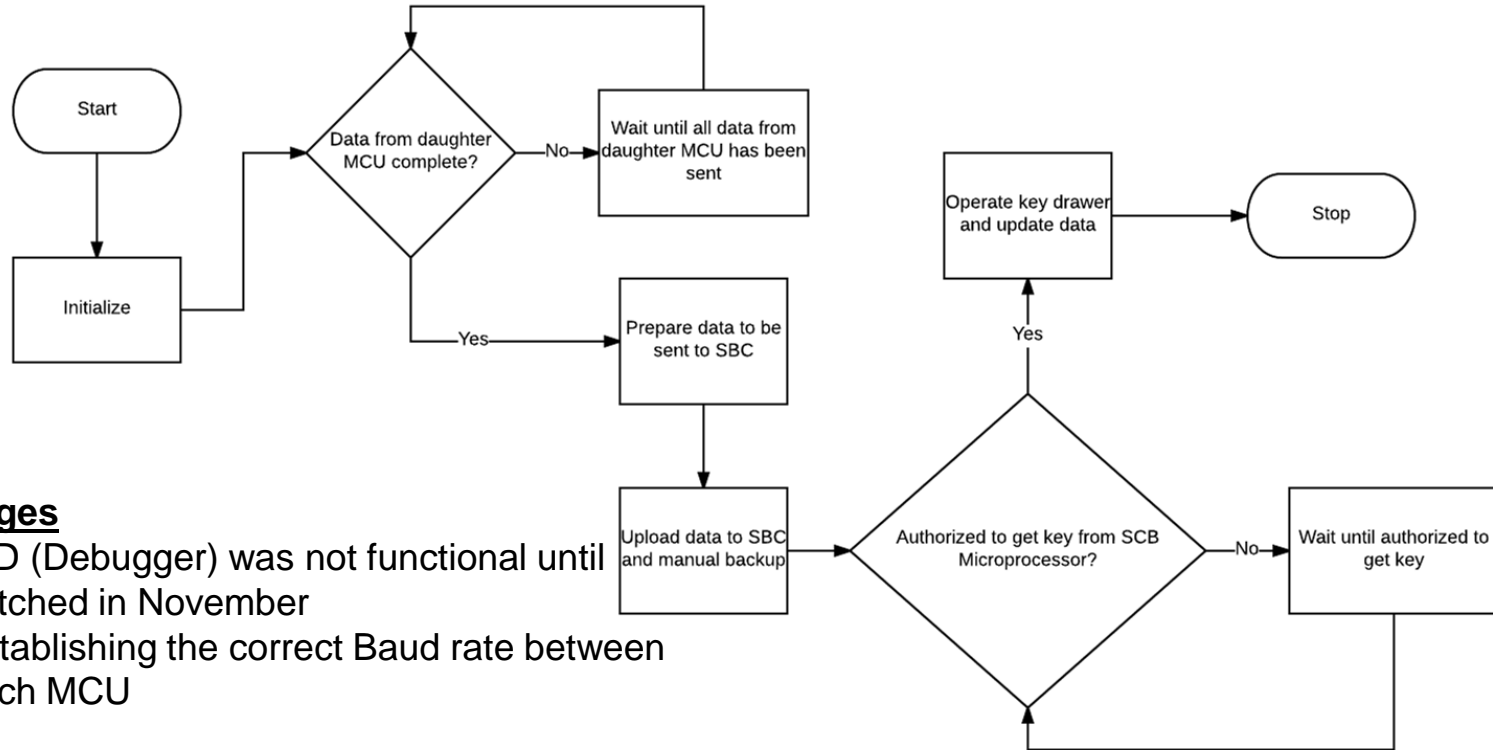 Start
Initialize
Data from daughter
MCU complete?
No
Wait until all data from
daughter MCU has been
sent
Yes
Prepare data to be
sent to SBC
Upload data to SBC
and manual backup
Authorized to get key from SCB
Microprocessor?
No
Wait until authorized to
get key
Yes
Operate key drawer
and update data
Stop
ges
D (Debugger) was not functional until
tched in November
tablishing the correct Baud rate between
ch MCU